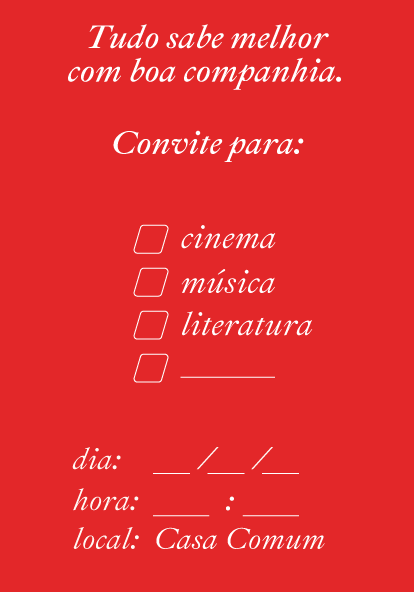 Tudo sabe melhor
com boa companhia.
Convite para:
cinema
música
literatura
______
dia: __ /__ /__
hora: ____ : ____
local: Casa Comum